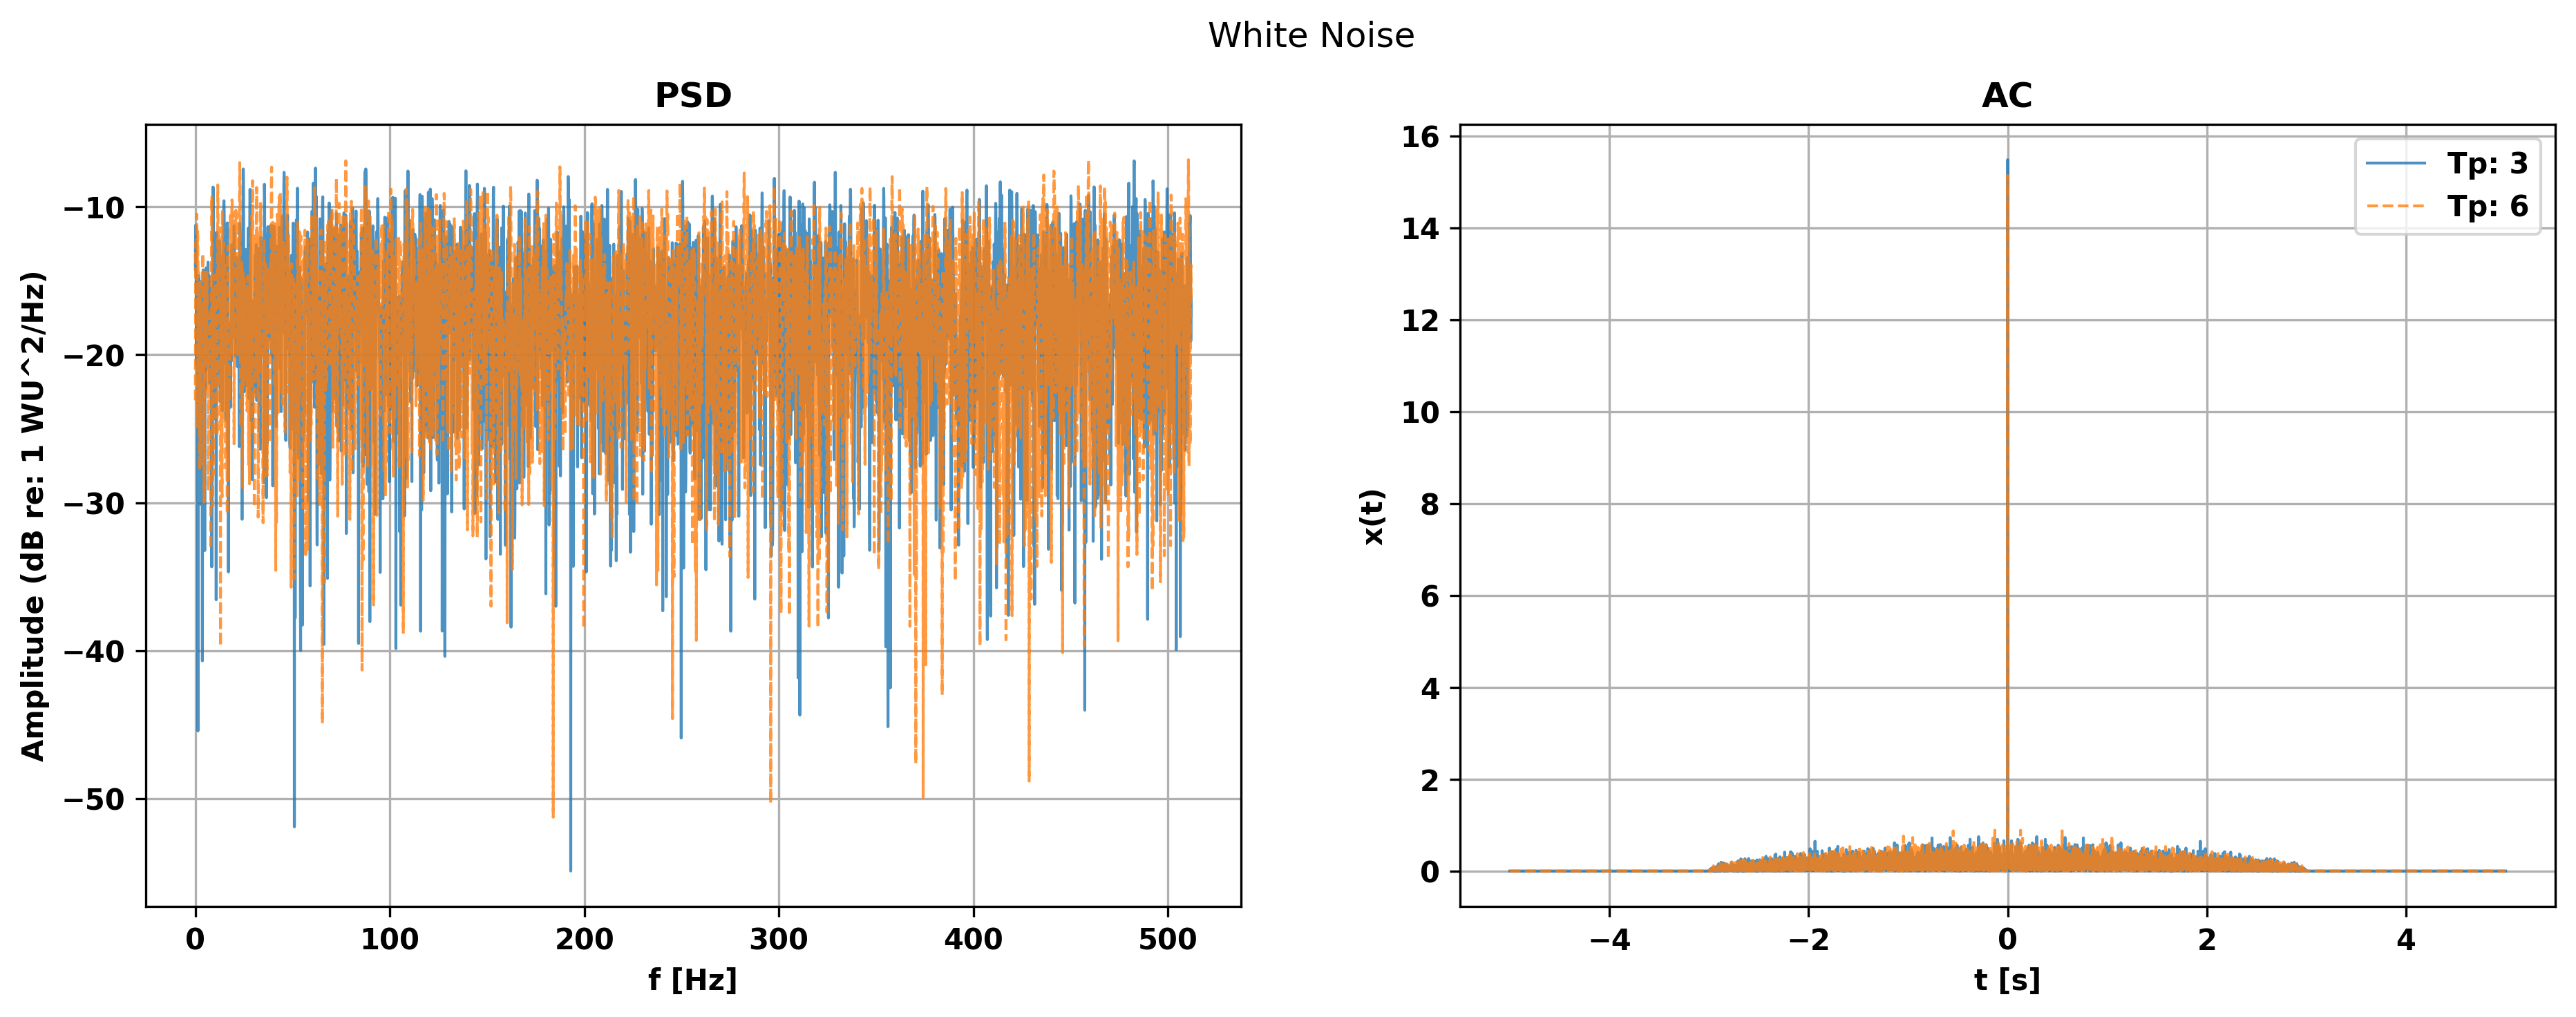 White Noise
PSD
Amplitude (dB re: 1 WU^2/Hz)
−10
−20
−30
−40
−50
0 100 200 300 400 500
f [Hz]
AC
x(t)
16
14
12
10
8
6
4
2
0
−4 −2 0 2 4
t [s]
Tp: 3
Tp: 6